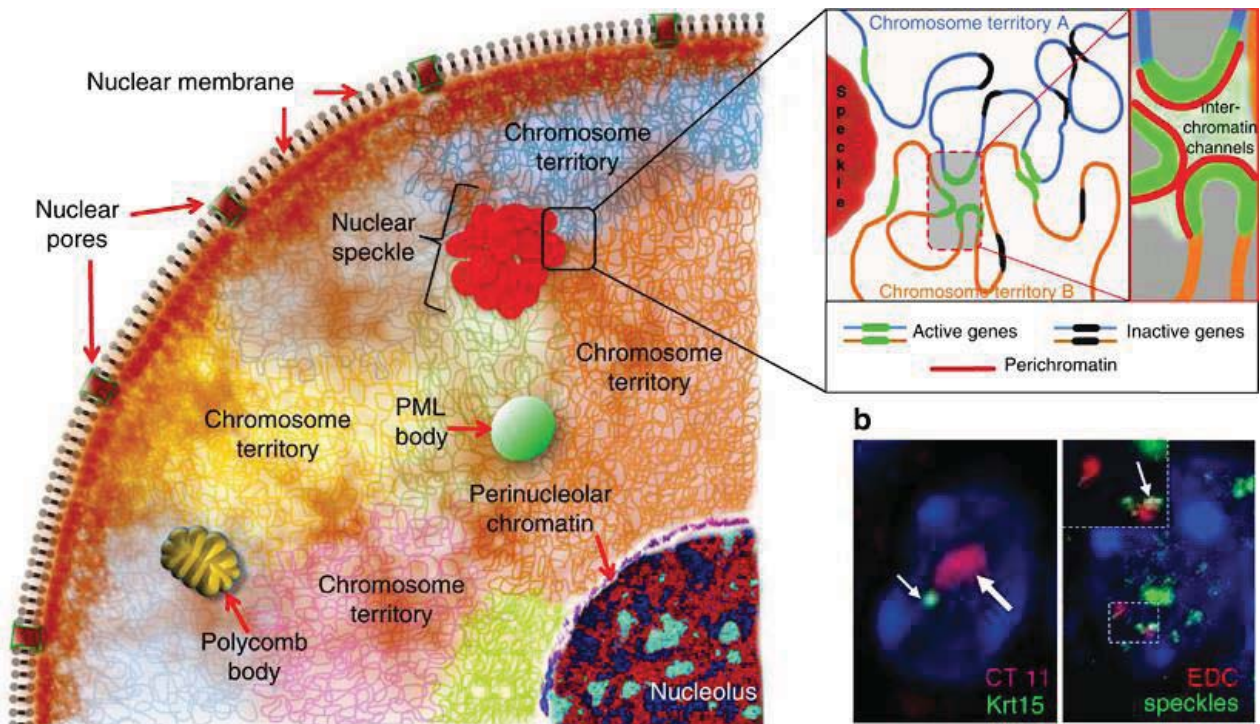 Nuclear membrane
Nuclear
pores
Chromosome
territory
Nuclear
speckle
Chromosome
territory
Chromosome
territory
PML
body
Perinucleolar
chromatin
Chromosome
territory
Polycomb
body
Nucleolus
Chromosome territory A
Speckle
Chromosome territory B
Inter-
chromatin
channels
Active genes
Inactive genes
Perichromatin
b
CT 11
Krt15
EDC
speckles